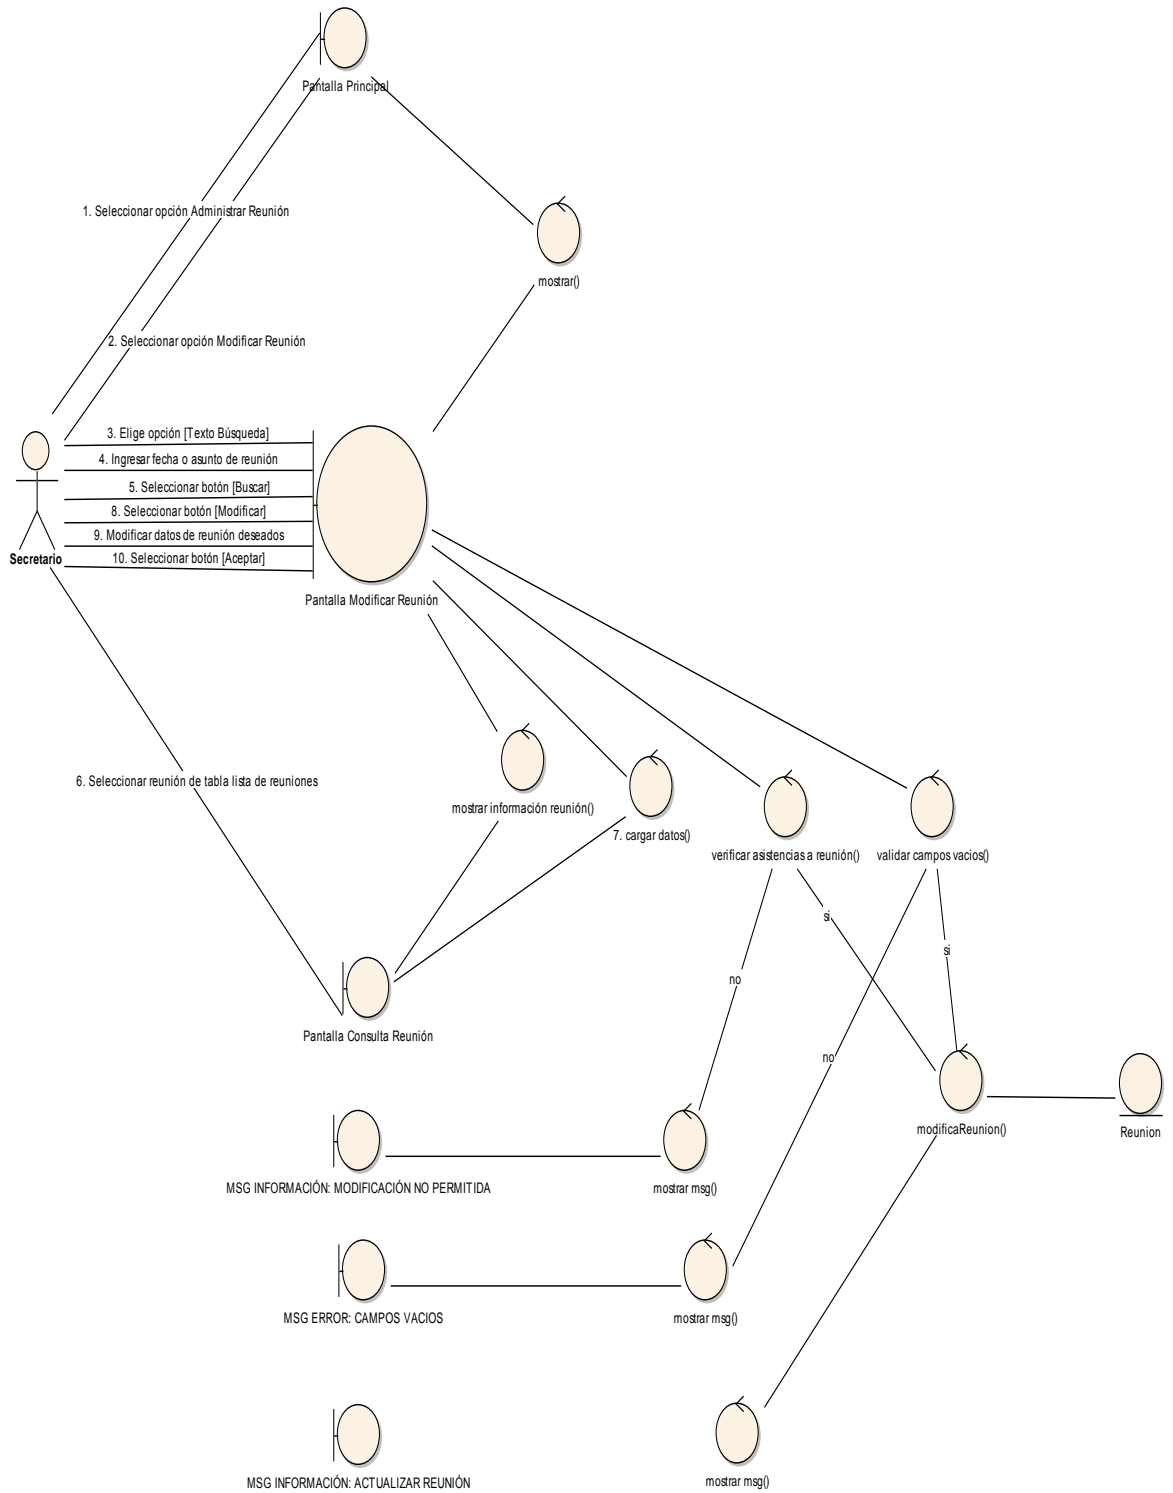 Pantalla Principal
1. Seleccionar opción Administrar Reunión
mostrar()
2. Seleccionar opción Modificar Reunión
3. Elige opción [Texto Búsqueda]
4. Ingresar fecha o asunto de reunión
5. Seleccionar botón [Buscar]
8. Seleccionar botón [Modificar]
9. Modificar datos de reunión deseados
10. Seleccionar botón [Aceptar]
Secretario
Pantalla Modificar Reunión
6. Seleccionar reunión de tabla lista de reuniones
mostrar información reunión()
7. cargar datos()
verificar asistencias a reunión()
validar campos vacios()
si
si
no
Pantalla Consulta Reunión
no
modificaReunion()
Reunion
MSG INFORMACIÓN: MODIFICACIÓN NO PERMITIDA
mostrar msg()
MSG ERROR: CAMPOS VACIOS
mostrar msg()
MSG INFORMACIÓN: ACTUALIZAR REUNIÓN
mostrar msg()